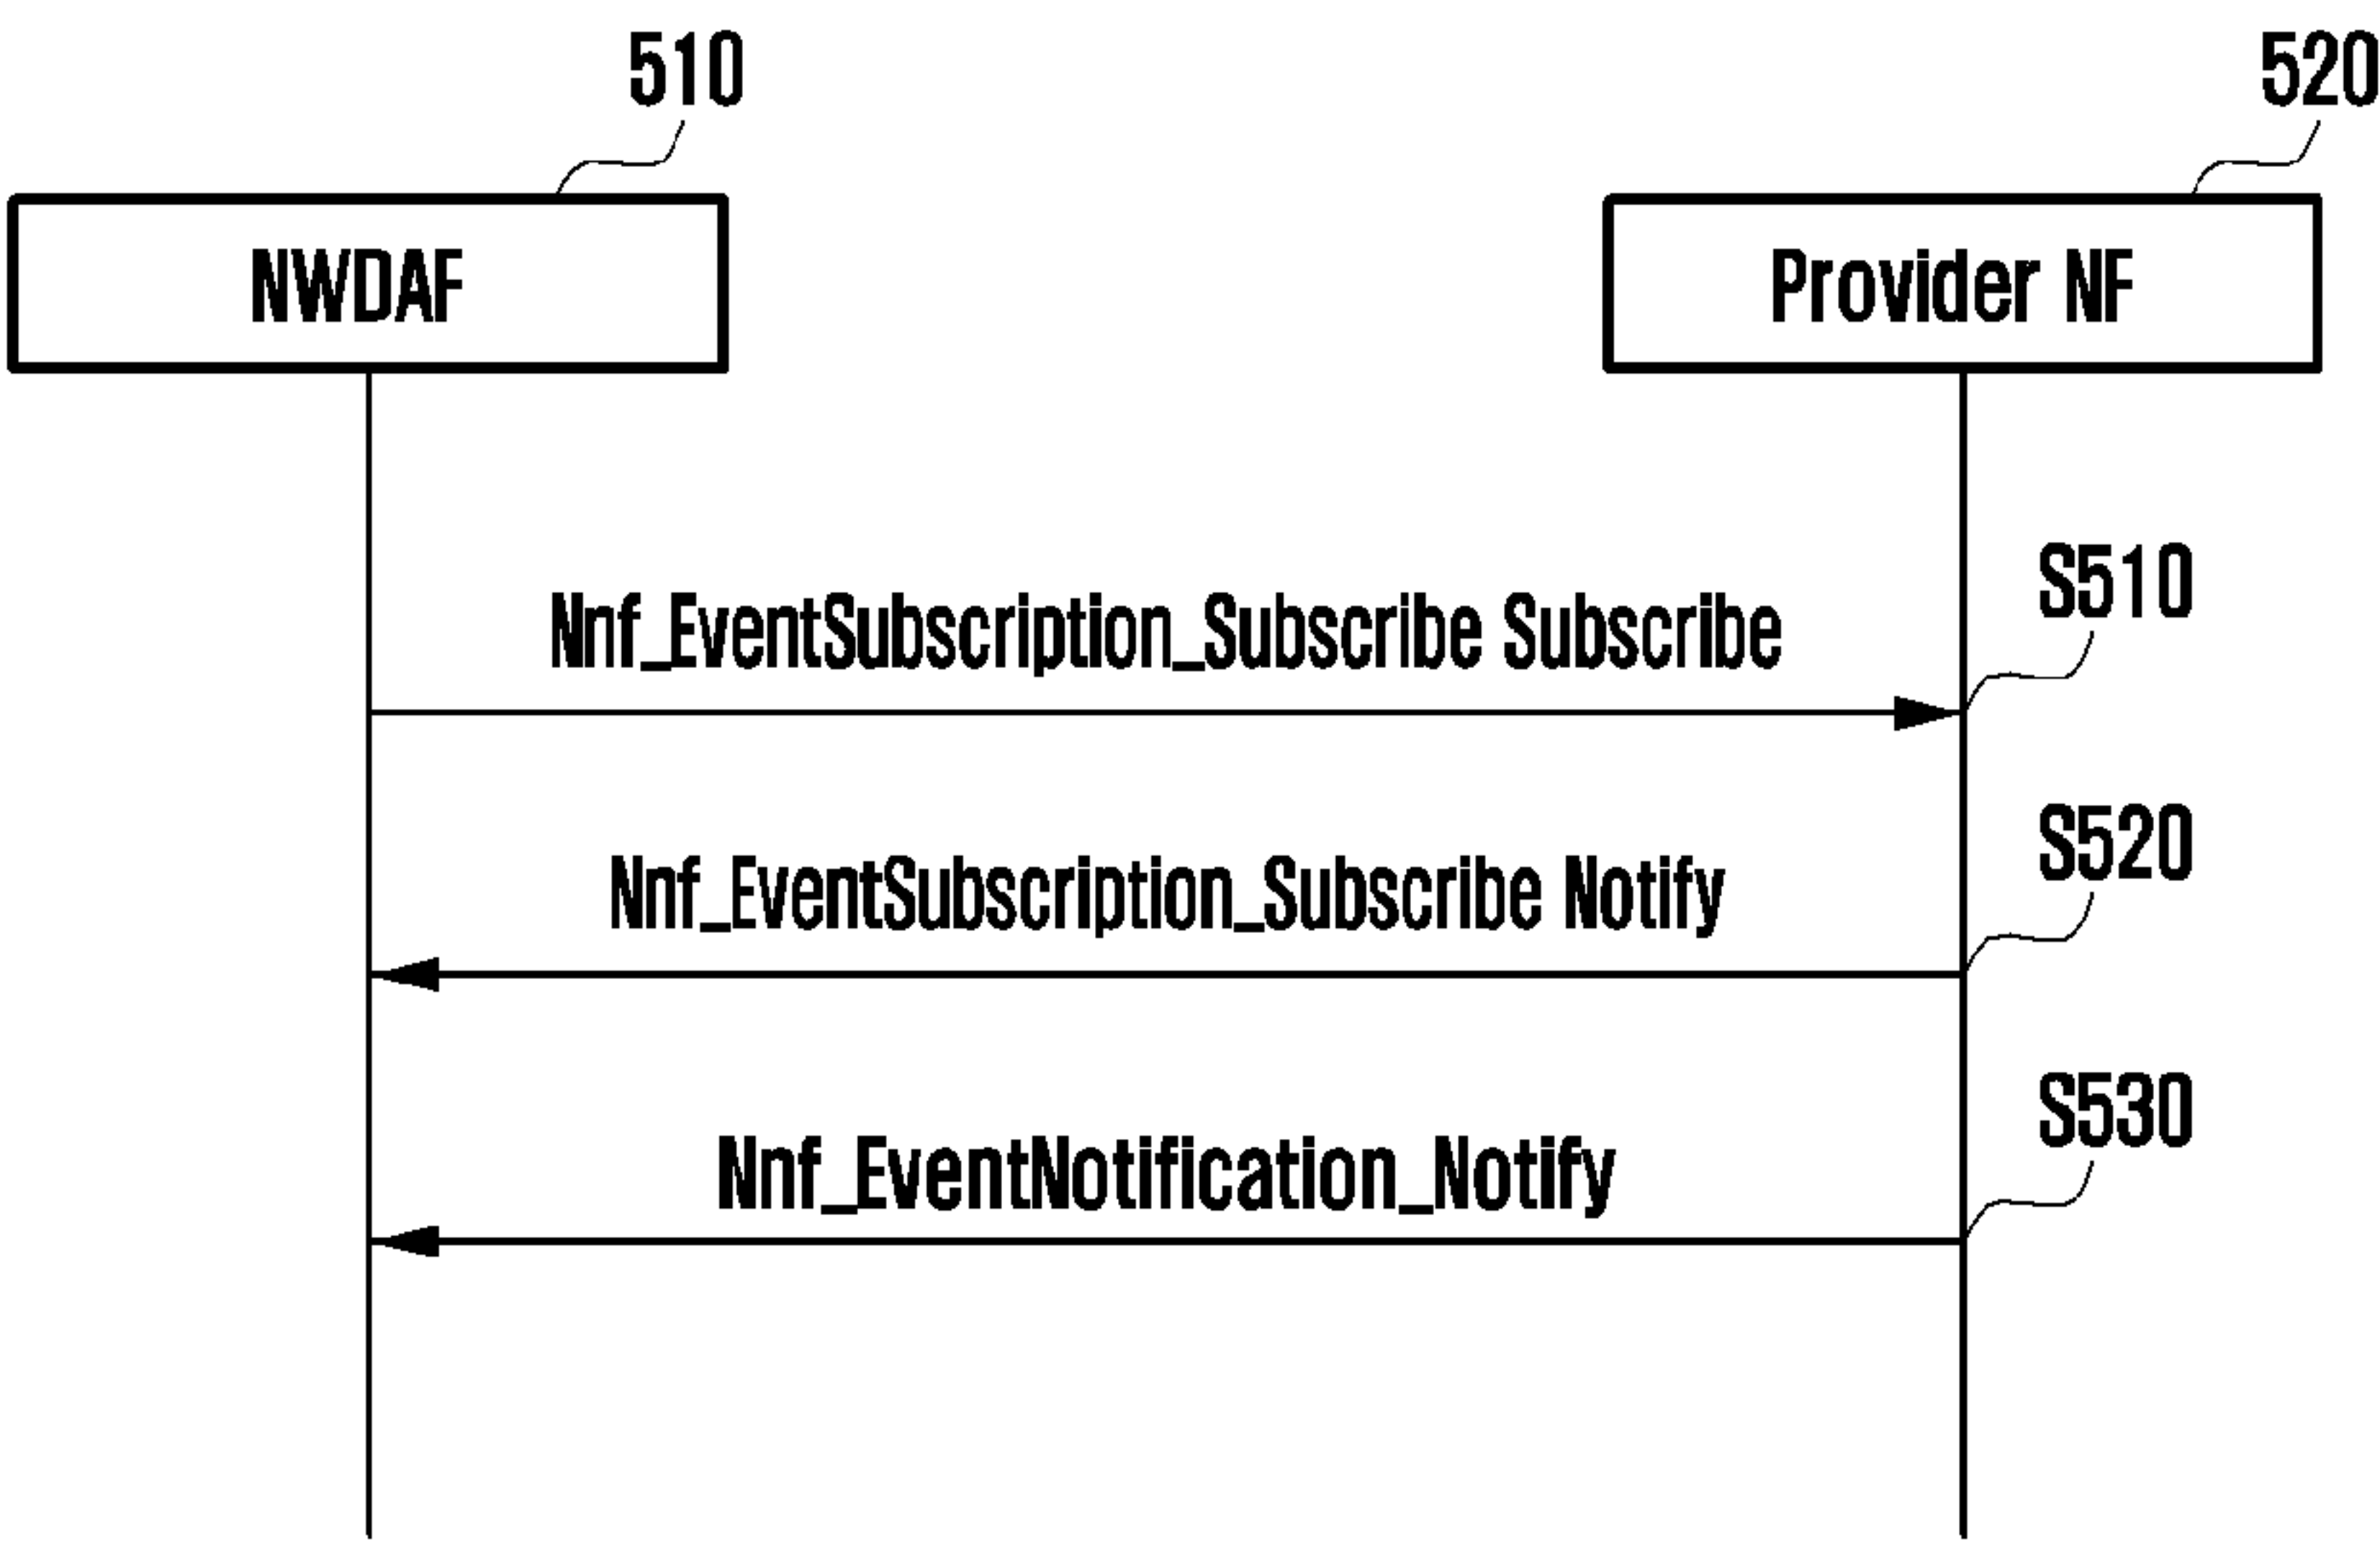 510
520
NWDAF
Provider NF
S510
Nnf_EventSubscription_Subscribe Subscribe
S520
Nnf_EventSubscription_Subscribe Notify
S530
Nnf_EventNotification_Notify